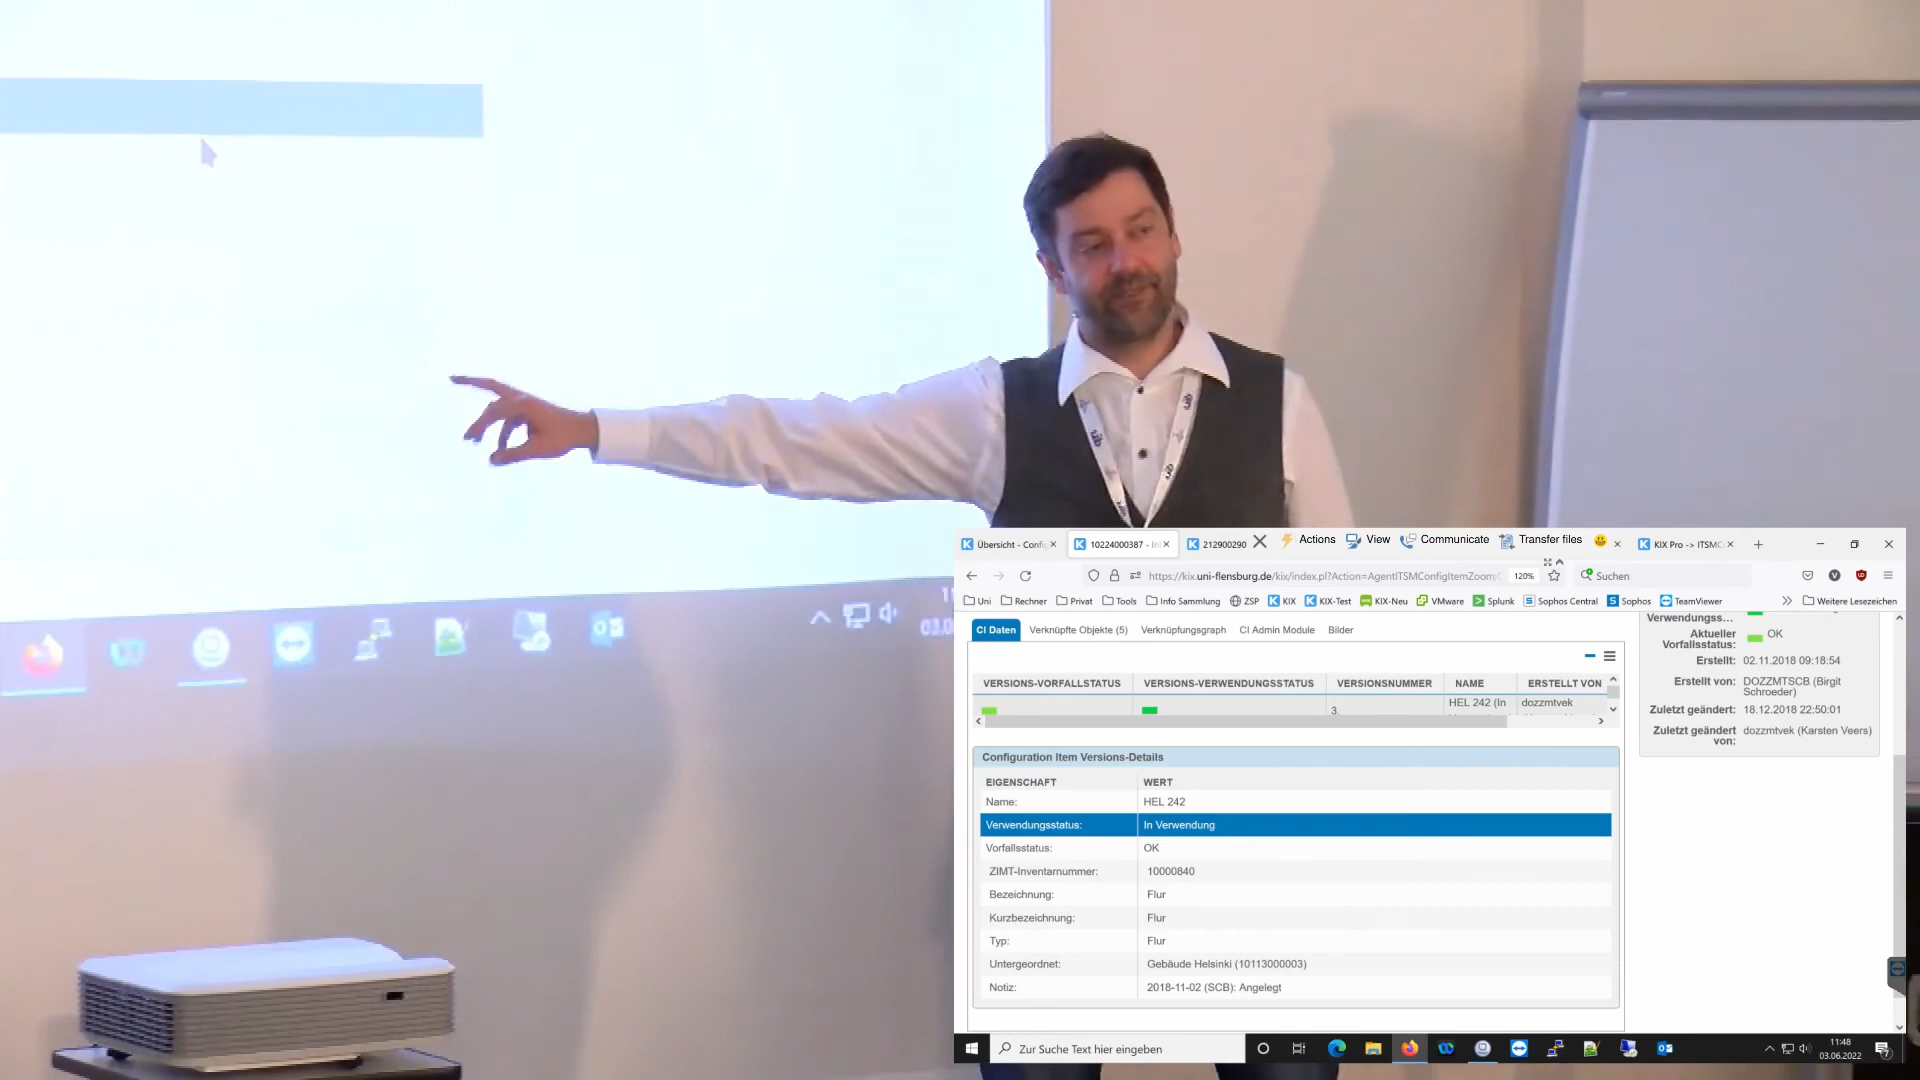 Übersicht - Config
10224000387 - In
212900290
Actions
View
Communicate
Transfer files
KIX Pro -> ITSMC
https://kix.uni-flensburg.de/kix/index.pl?Action=AgentITSMConfigItemZoom;
120%
Suchen
Uni
Rechner
Privat
Tools
Info Sammlung
ZSP
KIX
KIX-Test
KIX-Neu
VMware
Splunk
Sophos Central
Sophos
TeamViewer
Weitere Lesezeichen
CI Daten
Verknüpfte Objekte (5)
Verknüpfungsgraph
CI Admin Module
Bilder
VERSIONS-VORFALLSTATUS
VERSIONS-VERWENDUNGSSTATUS
VERSIONSNUMMER
NAME
ERSTELLT VON
3.
HEL 242 (In
dozzmtvek
Configuration Item Versions-Details
EIGENSCHAFT WERT
Name: HEL 242
Verwendungsstatus: In Verwendung
Vorfallsstatus: OK
ZIMT-Inventarnummer: 10000840
Bezeichnung: Flur
Kurzbezeichnung: Flur
Typ: Flur
Untergeordnet: Gebäude Helsinki (10113000003)
Notiz: 2018-11-02 (SCB): Angelegt
Verwendungss...
Aktueller
Vorfallsstatus: OK
Erstellt: 02.11.2018 09:18:54
Erstellt von: DOZZMTSCB (Birgit
Schroeder)
Zuletzt geändert: 18.12.2018 22:50:01
Zuletzt geändert
von: dozzmtvek (Karsten Veers)
Zur Suche Text hier eingeben
11:48
03.06.2022
7